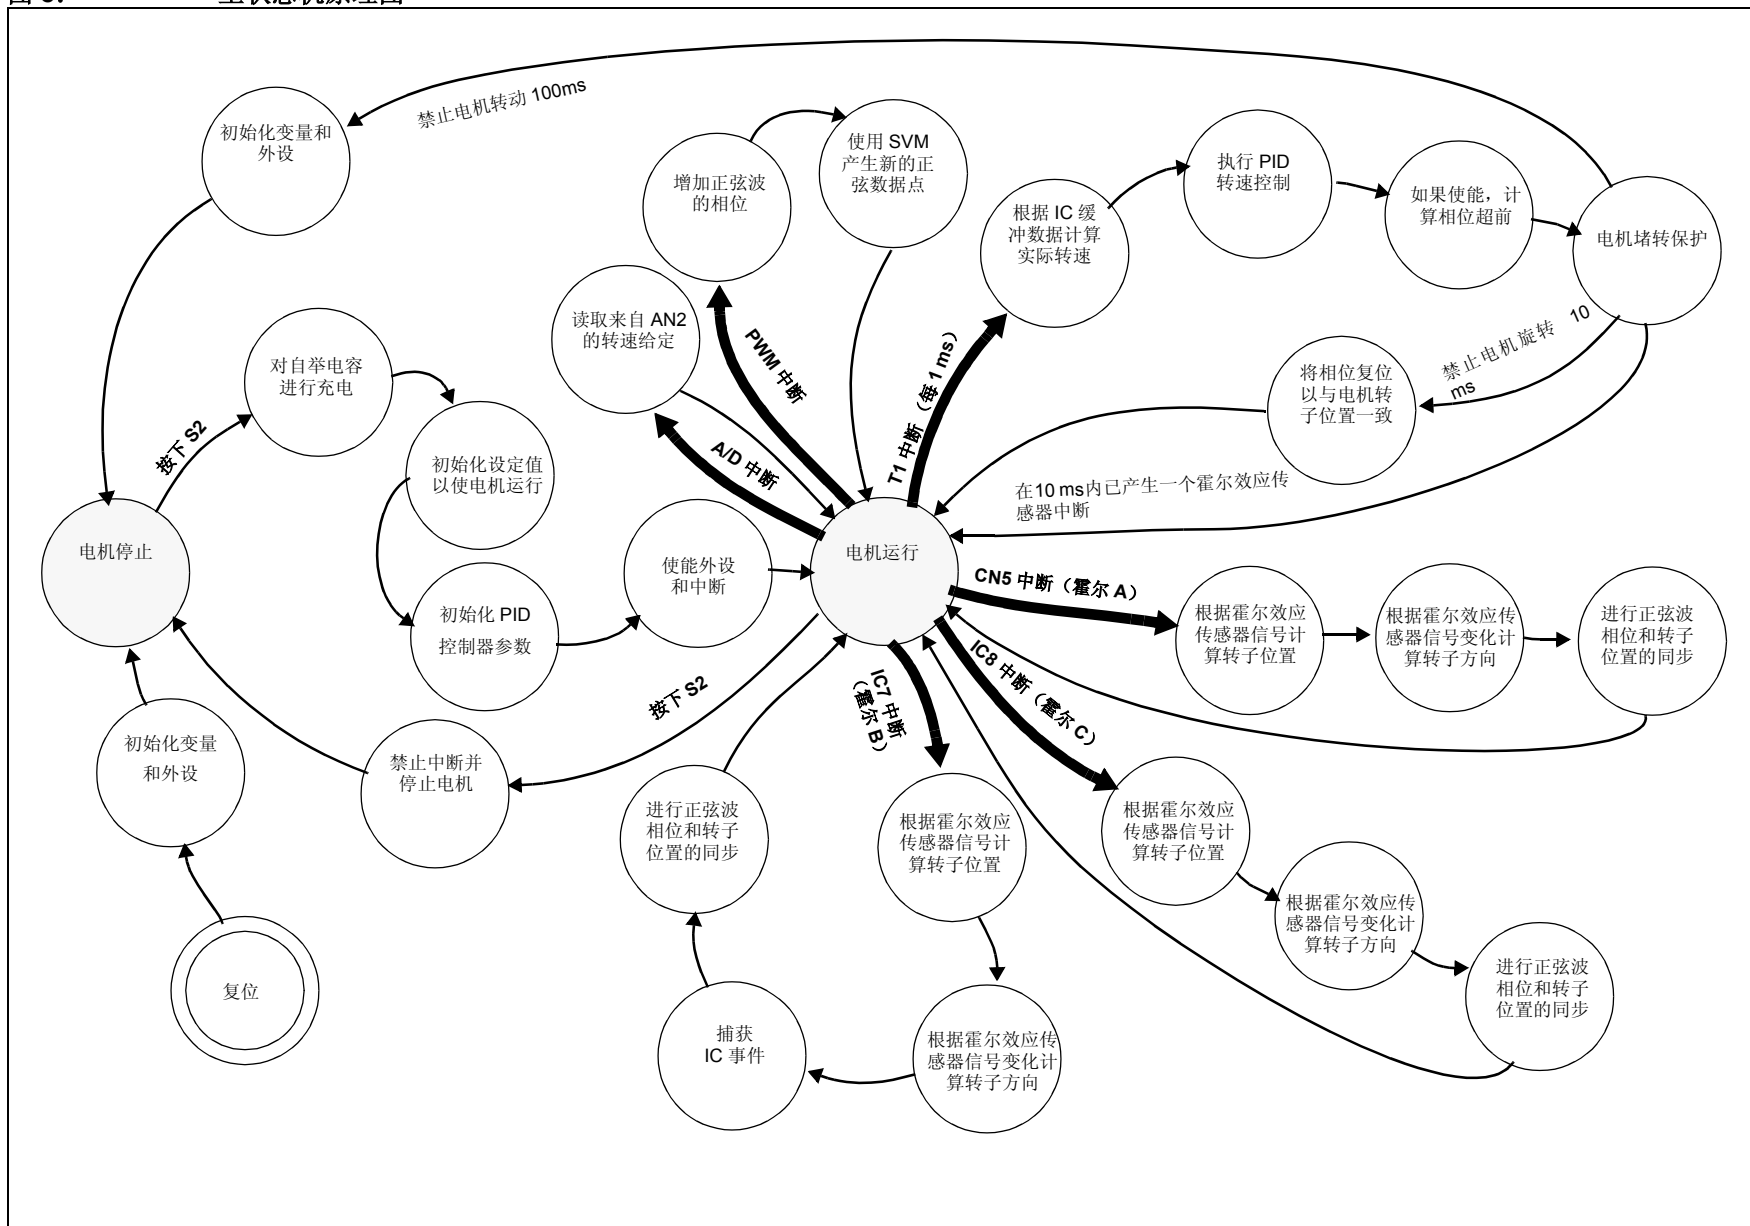 初始化变量和
外设
禁止电机转动 100ms
增加正弦波
的相位
使用 SVM
产生新的正
弦数据点
根据 IC 缓
冲数据计算
实际转速
执行 PID
转速控制
如果使能，计
算相位超前
电机堵转保护
读取来自 AN2
的转速给定
PWM 中断
A/D 中断
T1 中断（每 1 ms）
禁止电机旋转 10
ms
将相位复位
以与电机转
子位置一致
在10 ms内已产生一个霍尔效应传
感器中断
对自举电容
进行充电
按下 S2
初始化设定值
以使电机运行
电机停止
初始化 PID
控制器参数
使能外设
和中断
电机运行
CN5 中断（霍尔 A）
根据霍尔效应
传感器信号计
算转子位置
根据霍尔效应传
感器信号变化计
算转子方向
进行正弦波
相位和转子
位置的同步
IC8 中断（霍尔 C）
IC7 中断
（霍尔 B）
按下 S2
初始化变量
和外设
禁止中断并
停止电机
进行正弦波
相位和转子
位置的同步
根据霍尔效应
传感器信号计
算转子位置
根据霍尔效应
传感器信号计
算转子位置
根据霍尔效应传
感器信号变化计
算转子方向
进行正弦波
相位和转子
位置的同步
复位
捕获
IC 事件
根据霍尔效应传
感器信号变化计
算转子方向